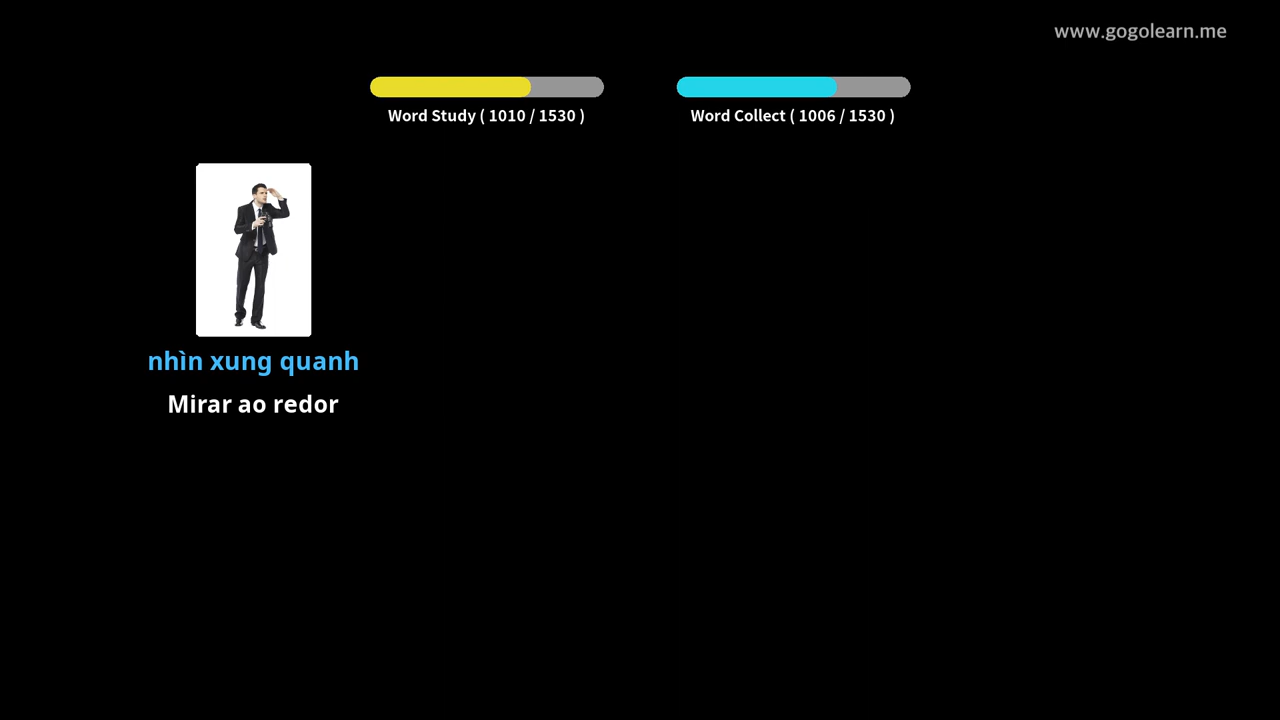 www.gogolearn.me
Word Study ( 1010 / 1530 )
Word Collect ( 1006 / 1530 )
nhìn xung quanh
Mirar ao redor